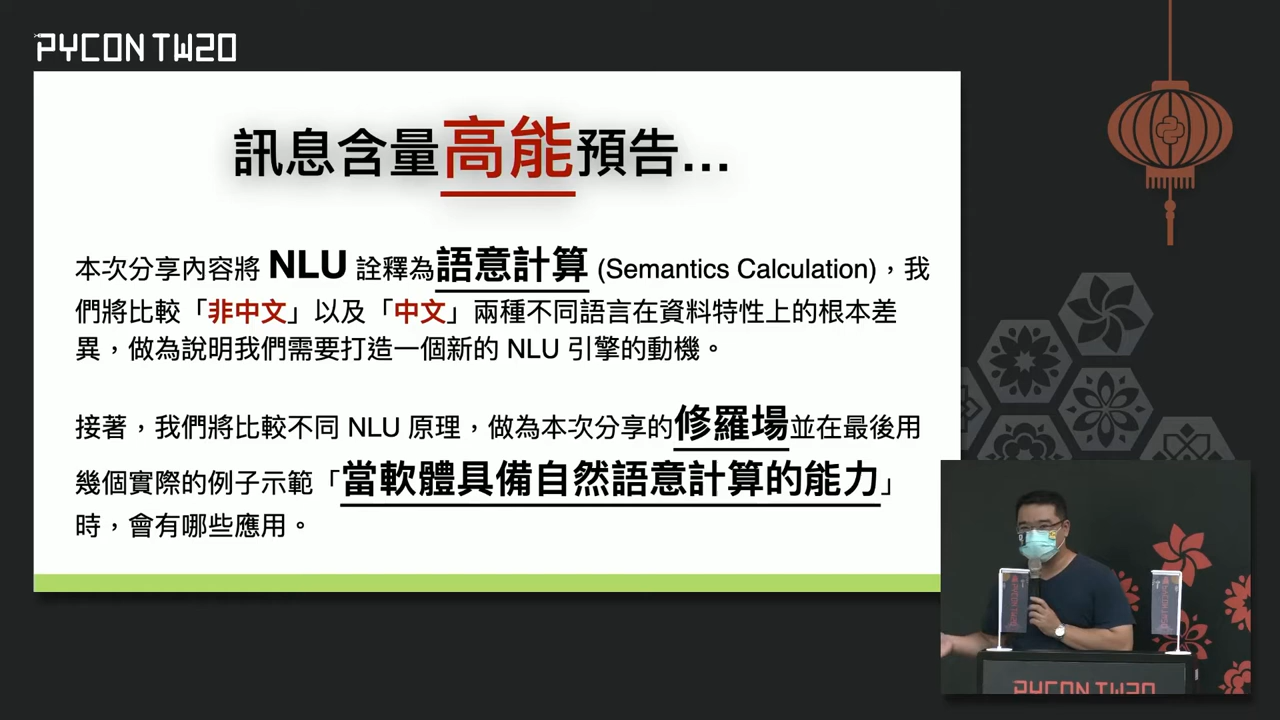 PYCON TW20
訊息含量高能預告...
本次分享內容將 NLU 詮釋為語意計算 (Semantics Calculation)，我
們將比較「非中文」以及「中文」兩種不同語言在資料特性上的根本差
異，做為說明我們需要打造一個新的 NLU 引擎的動機。
接著，我們將比較不同 NLU 原理，做為本次分享的修羅場並在最後用
幾個實際的例子示範「當軟體具備自然語意計算的能力」
時，會有哪些應用。
PYCON TW20